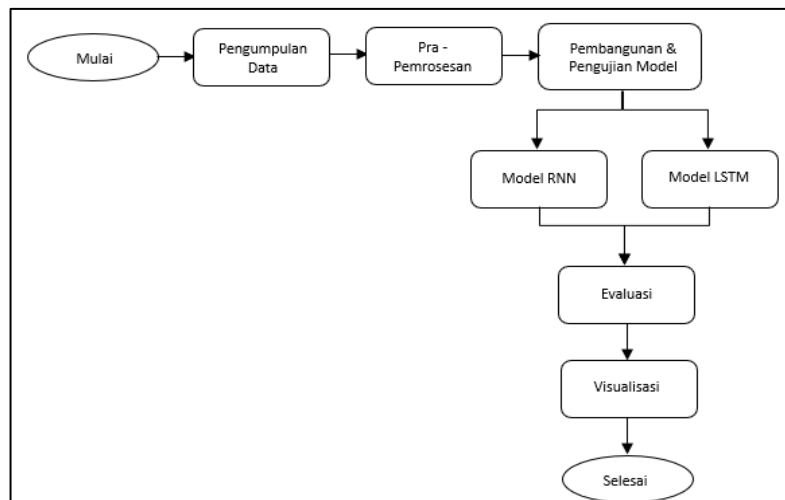 Mulai
Pengumpulan
Data
Pra -
Pemrosesan
Pembangunan &
Pengujian Model
Model RNN
Model LSTM
Evaluasi
Visualisasi
Selesai